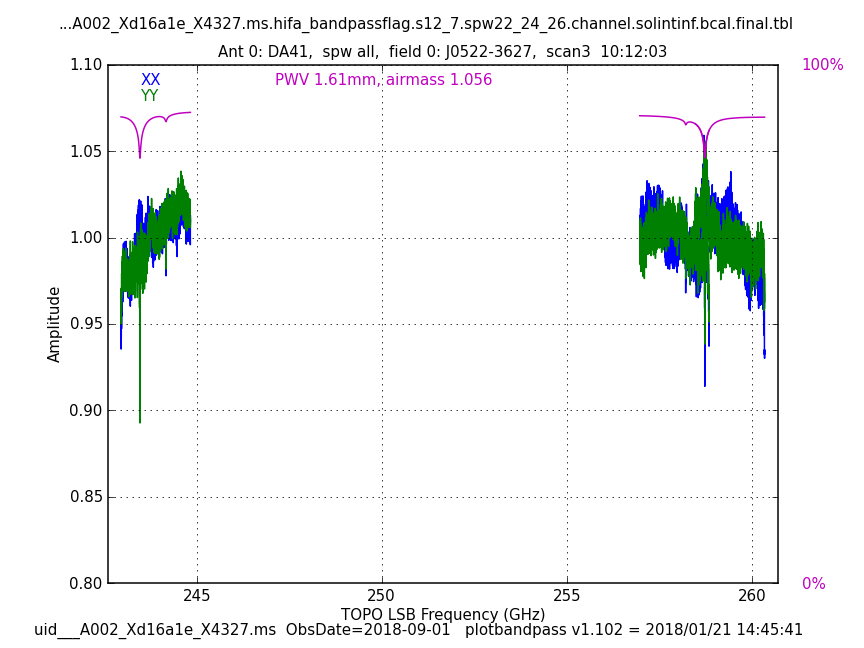 ...A002_Xd16a1e_X4327.ms.hifa_bandpassflag.s12_7.spw22_24_26.channel.solintinf.bcal.final.tbl
Ant 0: DA41,  spw all,  field 0: J0522-3627,  scan3  10:12:03
1.10
100%
XX
PWV 1.61mm, airmass 1.056
YY
1.05
1.00
0.95
Amplitude
0.90
0.85
0.80
0%
245
250
255
260
TOPO LSB Frequency (GHz)
uid___A002_Xd16a1e_X4327.ms  ObsDate=2018-09-01   plotbandpass v1.102 = 2018/01/21 14:45:41